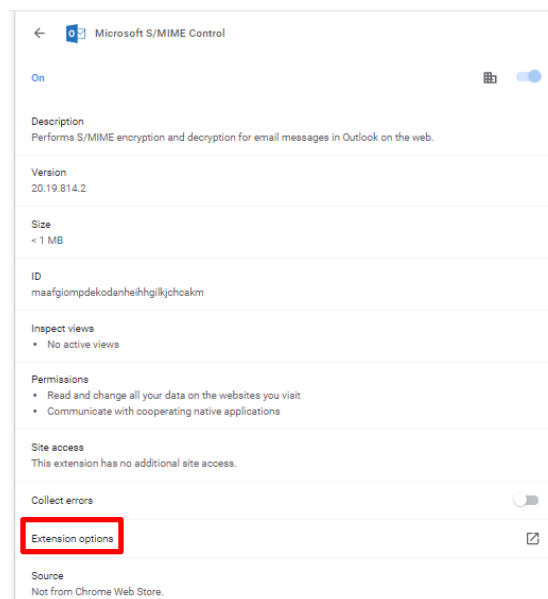 Microsoft S/MIME Control
On
Description
Performs S/MIME encryption and decryption for email messages in Outlook on the web.
Version
20.19.814.2
Size
< 1 MB
ID
maafgiompdekodanheihhgilkjchcakm
Inspect views
• No active views
Permissions
• Read and change all your data on the websites you visit
• Communicate with cooperating native applications
Site access
This extension has no additional site access.
Collect errors
Extension options
Source
Not from Chrome Web Store.